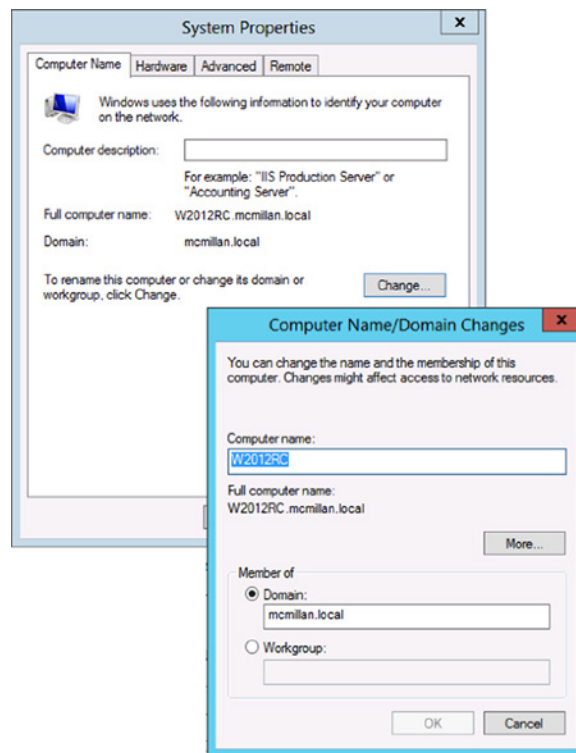 System Properties
x
Computer Name Hardware Advanced Remote
Windows uses the following information to identify your computer
on the network.
Computer description:
For example: "IIS Production Server" or
"Accounting Server".
Full computer name: W2012RC.mcmillan.local
Domain: mcmillan.local
To rename this computer or change its domain or
workgroup, click Change.
Change...
Computer Name/Domain Changes
x
You can change the name and the membership of this
computer. Changes might affect access to network resources.
Computer name:
W2012RC
Full computer name:
W2012RC.mcmillan.local
More...
Member of
Domain:
mcmillan.local
Workgroup:
OK Cancel